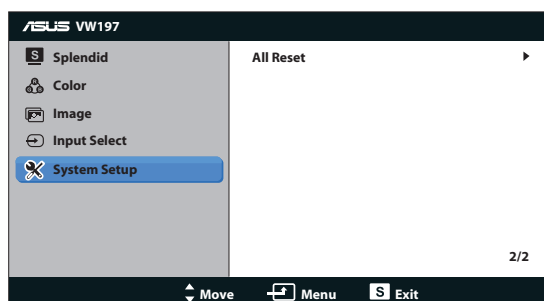 ASUS VW197
S Splendid
All Reset
Color
Image
Input Select
System Setup
2/2
Move Menu S Exit